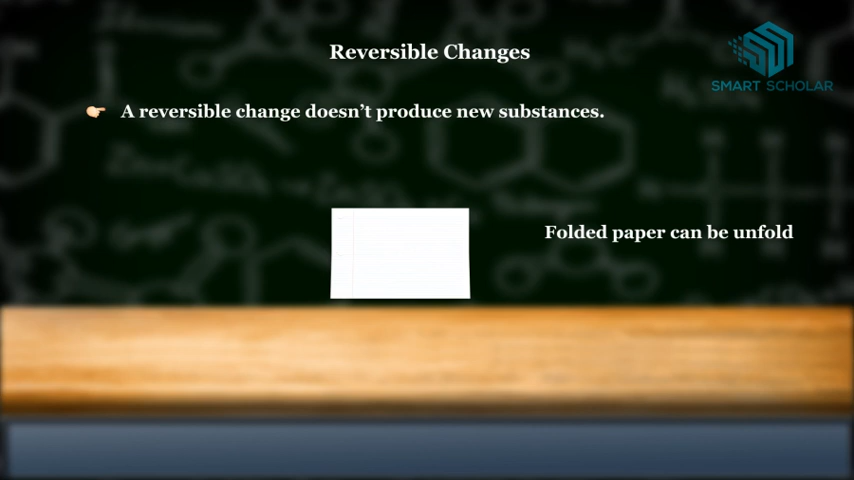 Reversible Changes
SMART SCHOLAR
A reversible change doesn't produce new substances.
Folded paper can be unfold